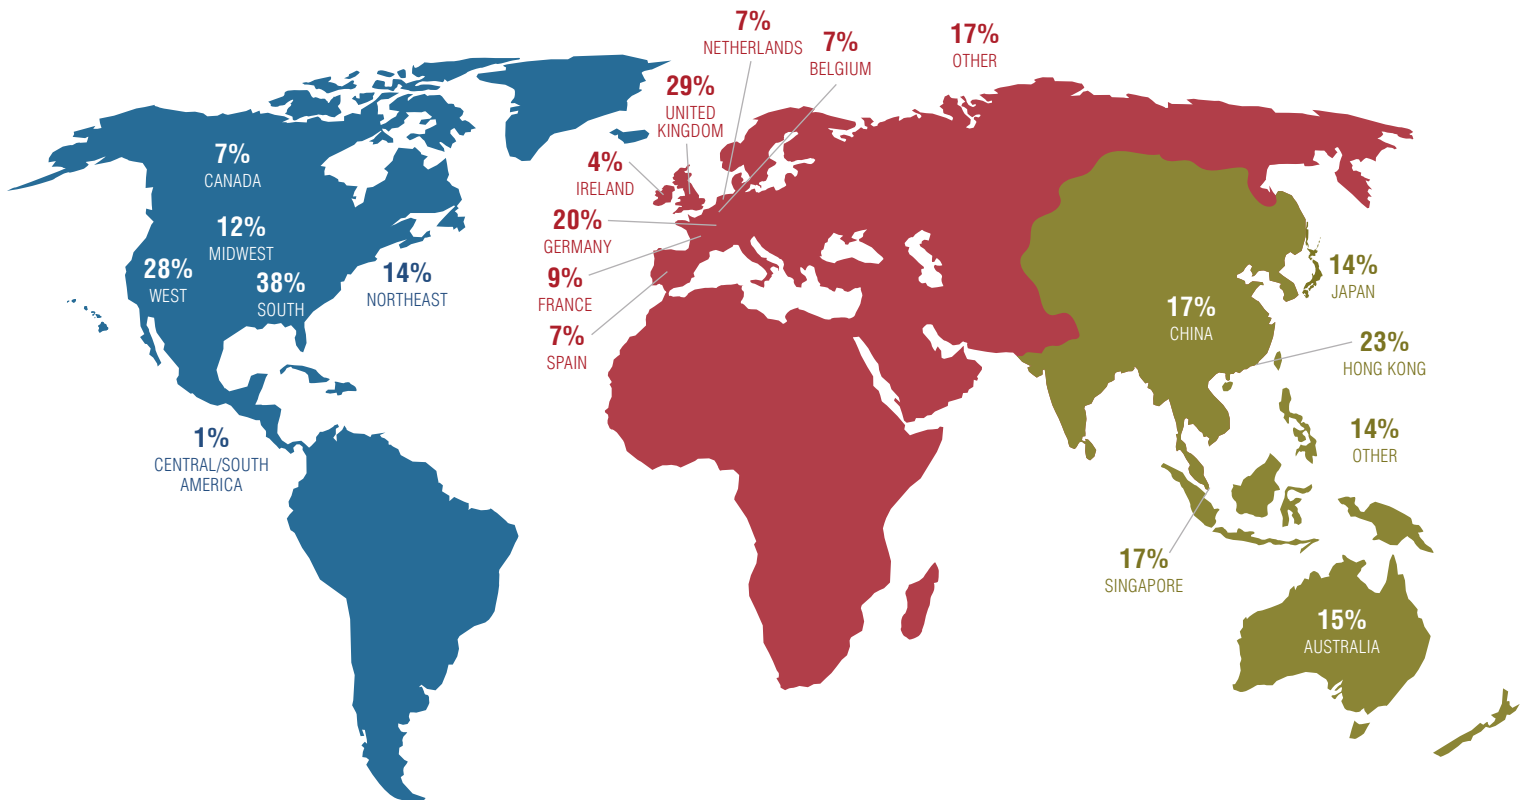 7%
CANADA
12%
MIDWEST
28%
WEST
38%
SOUTH
14%
NORTHEAST
1%
CENTRAL/SOUTH
AMERICA
7%
NETHERLANDS
7%
BELGIUM
17%
OTHER
29%
UNITED
KINGDOM
4%
IRELAND
20%
GERMANY
9%
FRANCE
7%
SPAIN
14%
JAPAN
17%
CHINA
23%
HONG KONG
14%
OTHER
17%
SINGAPORE
15%
AUSTRALIA